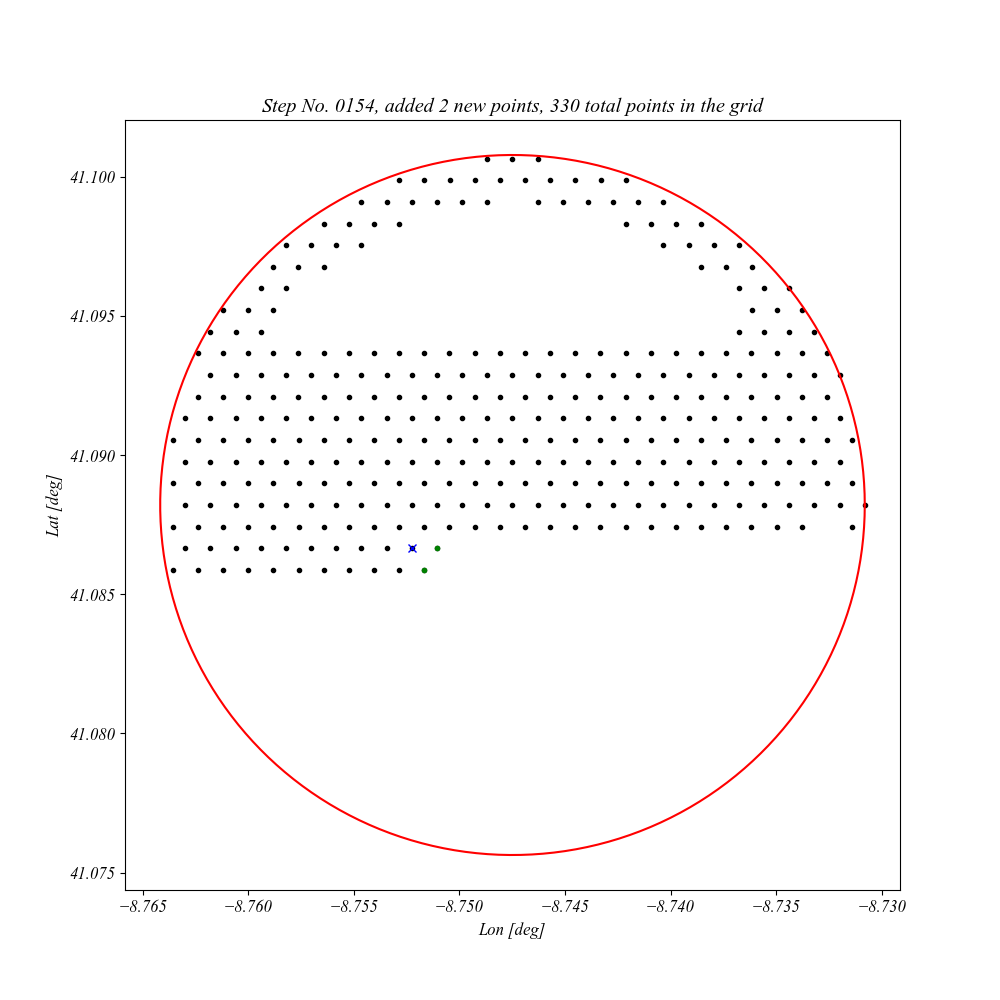 Step No. 0154, added 2 new points, 330 total points in the grid
41.100
41.095
41.090
41.085
41.080
41.075
Lat [deg]
−8.765 −8.760 −8.755 −8.750 −8.745 −8.740 −8.735 −8.730
Lon [deg]